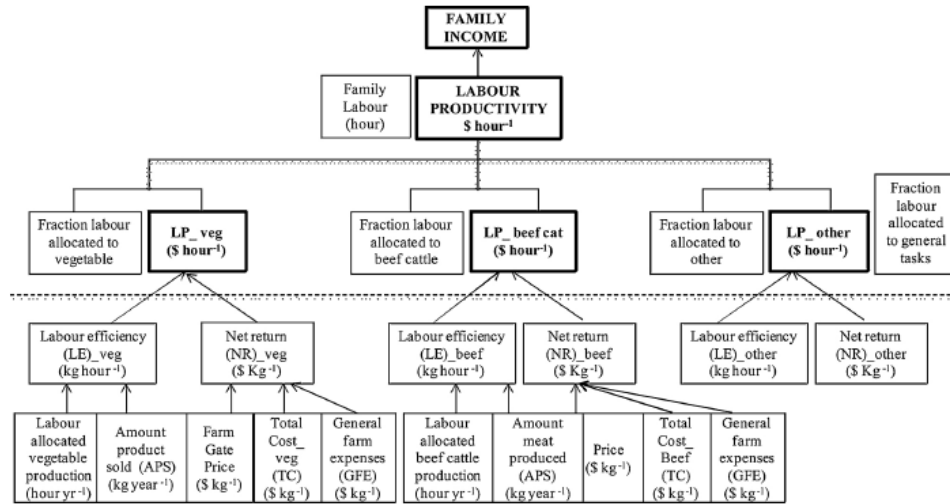 FAMILY
INCOME
Family
Labour
(hour)
LABOUR
PRODUCTIVITY
$ hour⁻¹
Fraction labour
allocated to
vegetable
LP_ veg
($ hour⁻¹)
Fraction labour
allocated to
beef cattle
LP_ beef cat
($ hour⁻¹)
Fraction labour
allocated to
other
LP_ other
($ hour⁻¹)
Fraction
labour
allocated
to general
tasks
Labour efficiency
(LE)_veg
(kg hour⁻¹)
Net return
(NR)_veg
($ Kg⁻¹)
Labour efficiency
(LE)_beef
(kg hour⁻¹)
Net return
(NR)_beef
($ Kg⁻¹)
Labour efficiency
(LE)_other
(kg hour⁻¹)
Net return
(NR)_other
($ Kg⁻¹)
Labour
allocated
vegetable
production
(hour yr⁻¹)
Amount
product
sold (APS)
(kg year⁻¹)
Farm
Gate
Price
($ kg⁻¹)
Total
Cost_
veg
(TC)
($ kg⁻¹)
General
farm
expenses
(GFE)
($ kg⁻¹)
Labour
allocated
beef cattle
production
(hour yr⁻¹)
Amount
meat
produced
(APS)
(kg year⁻¹)
Price
($ kg⁻¹)
Total
Cost_
Beef
(TC)
($ kg⁻¹)
General
farm
expenses
(GFE)
($ kg⁻¹)